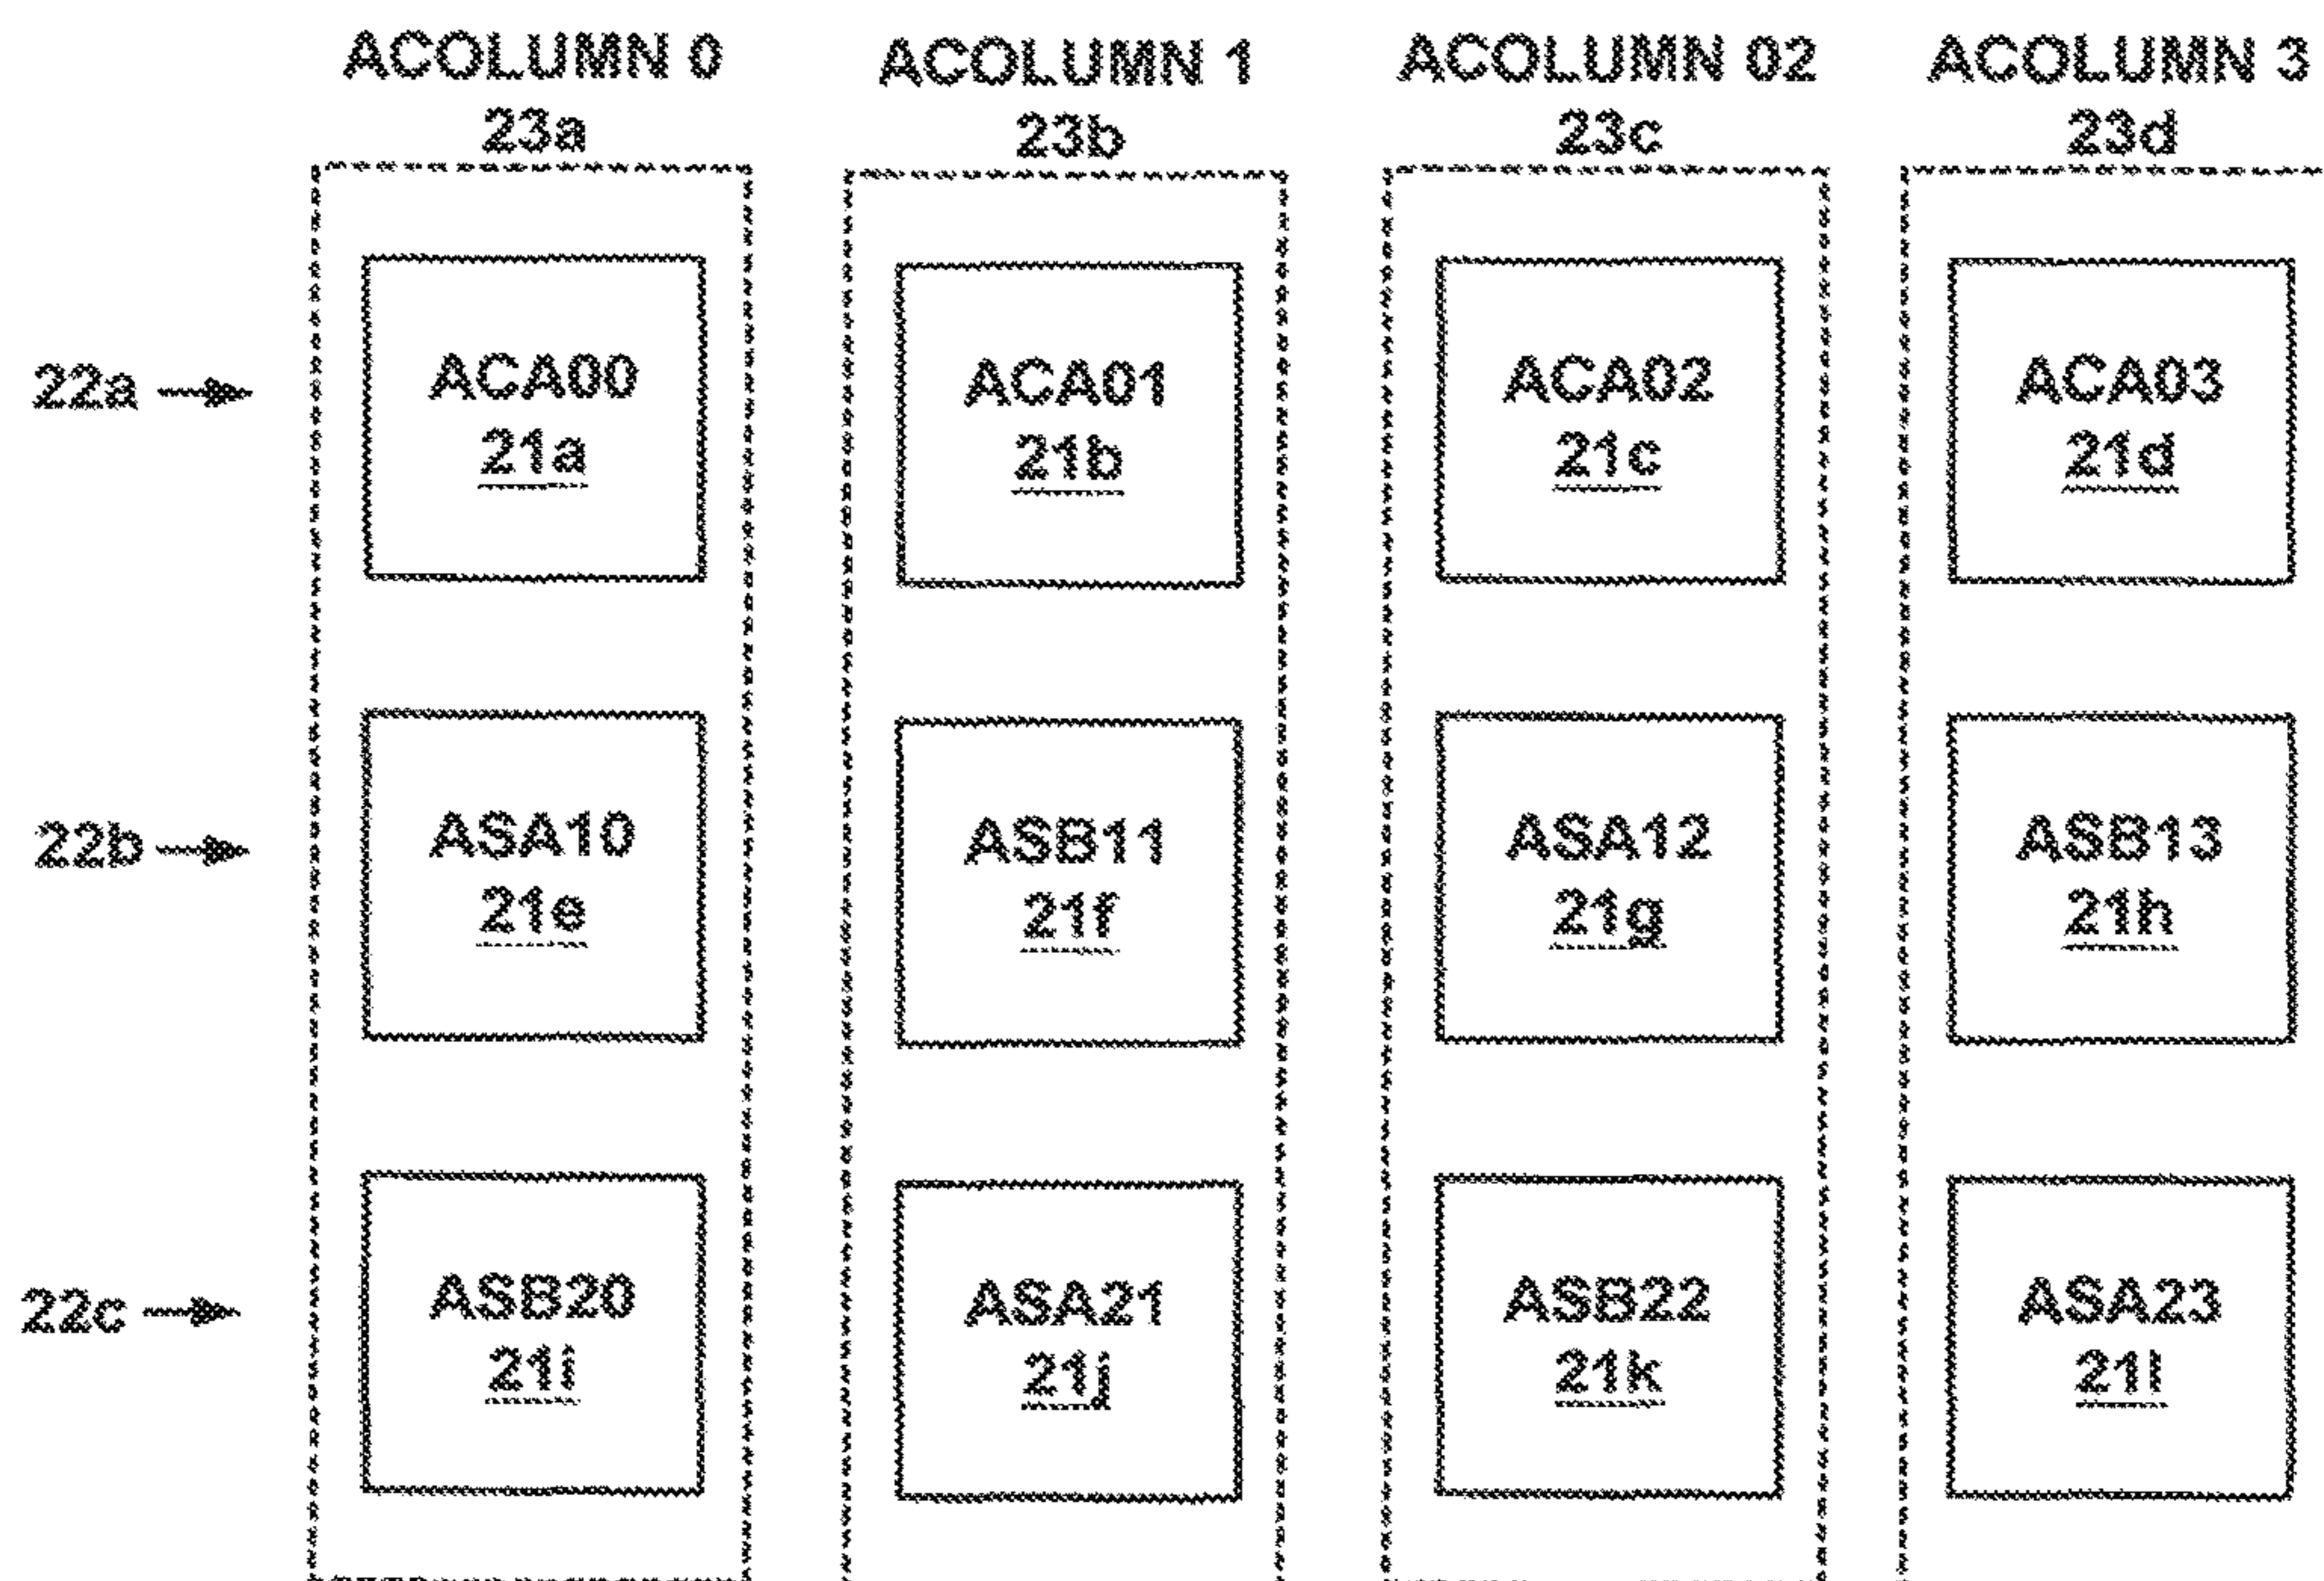 ACOLUMN 0
23a
ACOLUMN 1
23b
ACOLUMN 02
23c
ACOLUMN 3
23d
22a
ACA00
21a
ACA01
21b
ACA02
21c
ACA03
21d
22b
ASA10
21e
ASB11
21f
ASA12
21g
ASB13
21h
22c
ASB20
21i
ASA21
21j
ASB22
21k
ASA23
21l